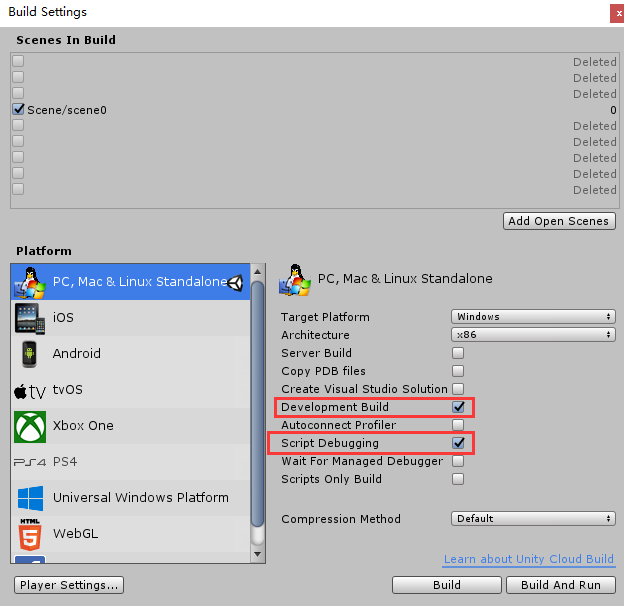 Build Settings
x
Scenes In Build
Deleted
Deleted
Deleted
Scene/scene0 0
Deleted
Deleted
Deleted
Deleted
Deleted
Add Open Scenes
Platform
PC, Mac & Linux Standalone
iOS
Android
tv tvOS
Xbox One
PS4 PS4
Universal Windows Platform
HTML 5 WebGL
PC, Mac & Linux Standalone
Target Platform Windows
Architecture x86
Server Build
Copy PDB files
Create Visual Studio Solution
Development Build
Autoconnect Profiler
Script Debugging
Wait For Managed Debugger
Scripts Only Build
Compression Method Default
Learn about Unity Cloud Build
Player Settings...
Build
Build And Run